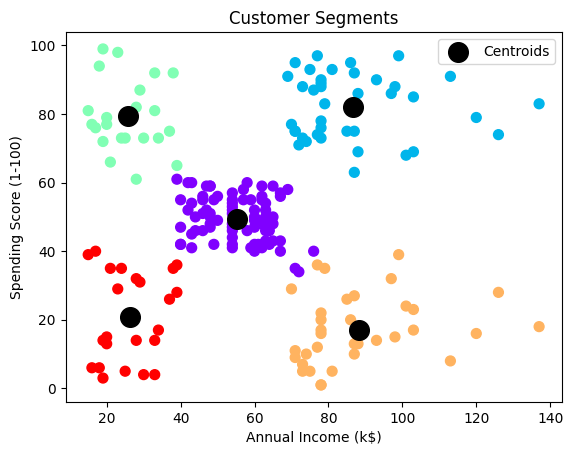 Customer Segments
Centroids
Spending Score (1-100)
100
80
60
40
20
0
20 40 60 80 100 120 140
Annual Income (k$)